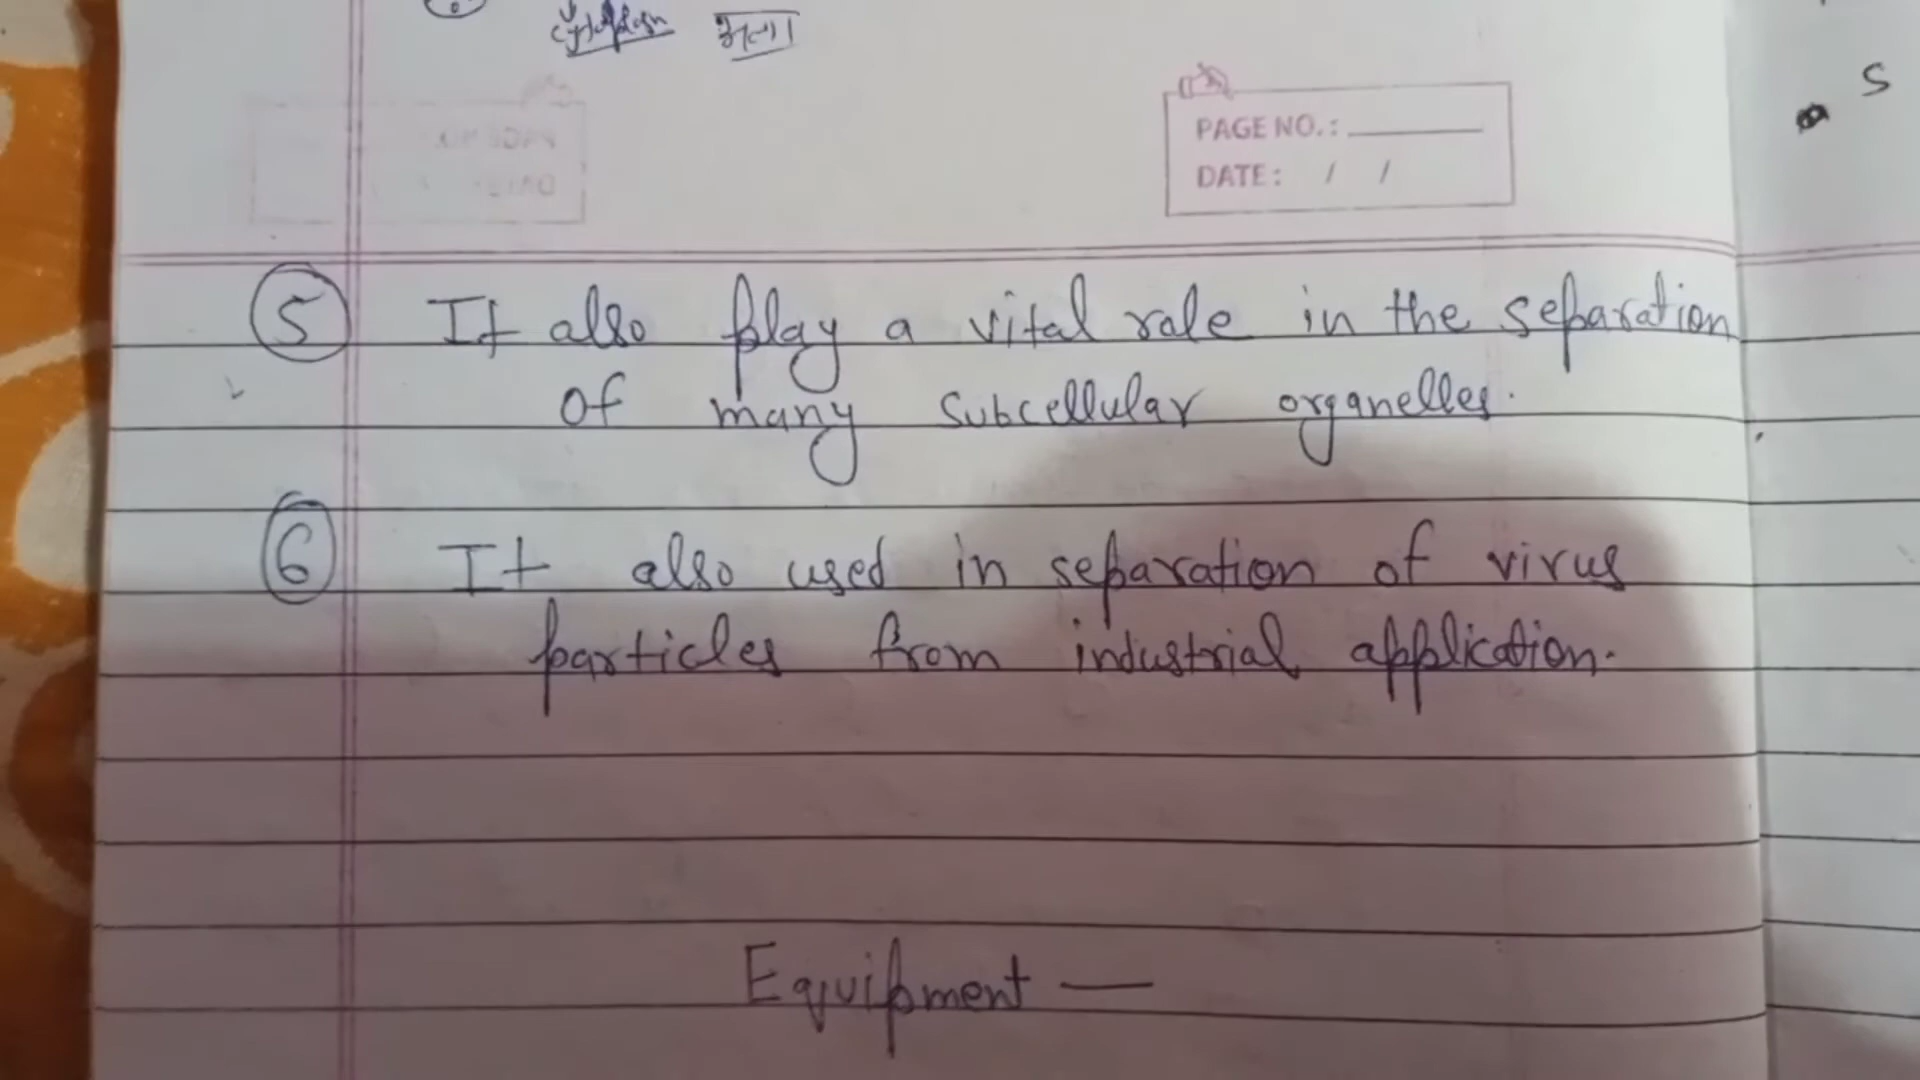 PAGE NO.:
DATE: / /
5 It also play a vital role in the separation
of many subcellular organelles.
6 It also used in separation of virus
particles from industrial application.
Equipment —
S